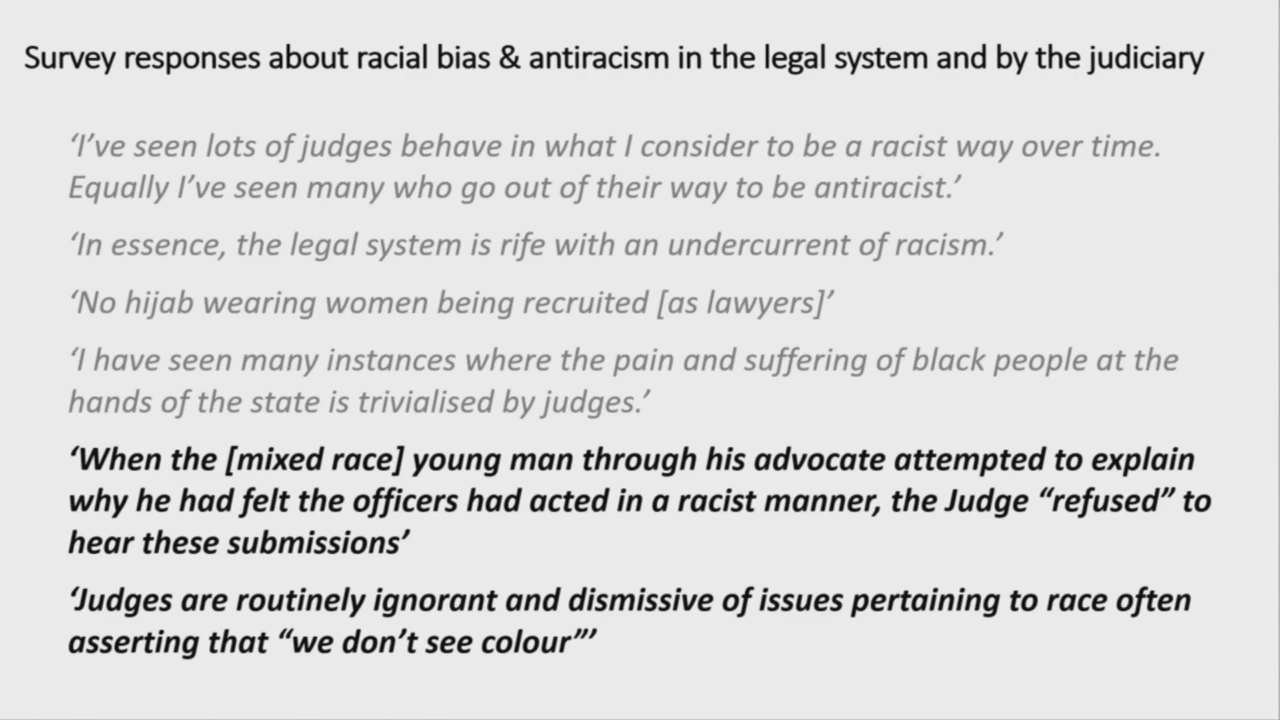 Survey responses about racial bias & antiracism in the legal system and by the judiciary
‘I’ve seen lots of judges behave in what I consider to be a racist way over time.
Equally I’ve seen many who go out of their way to be antiracist.’
‘In essence, the legal system is rife with an undercurrent of racism.’
‘No hijab wearing women being recruited [as lawyers]’
‘I have seen many instances where the pain and suffering of black people at the
hands of the state is trivialised by judges.’
‘When the [mixed race] young man through his advocate attempted to explain
why he had felt the officers had acted in a racist manner, the Judge “refused” to
hear these submissions’
‘Judges are routinely ignorant and dismissive of issues pertaining to race often
asserting that “we don’t see colour”’